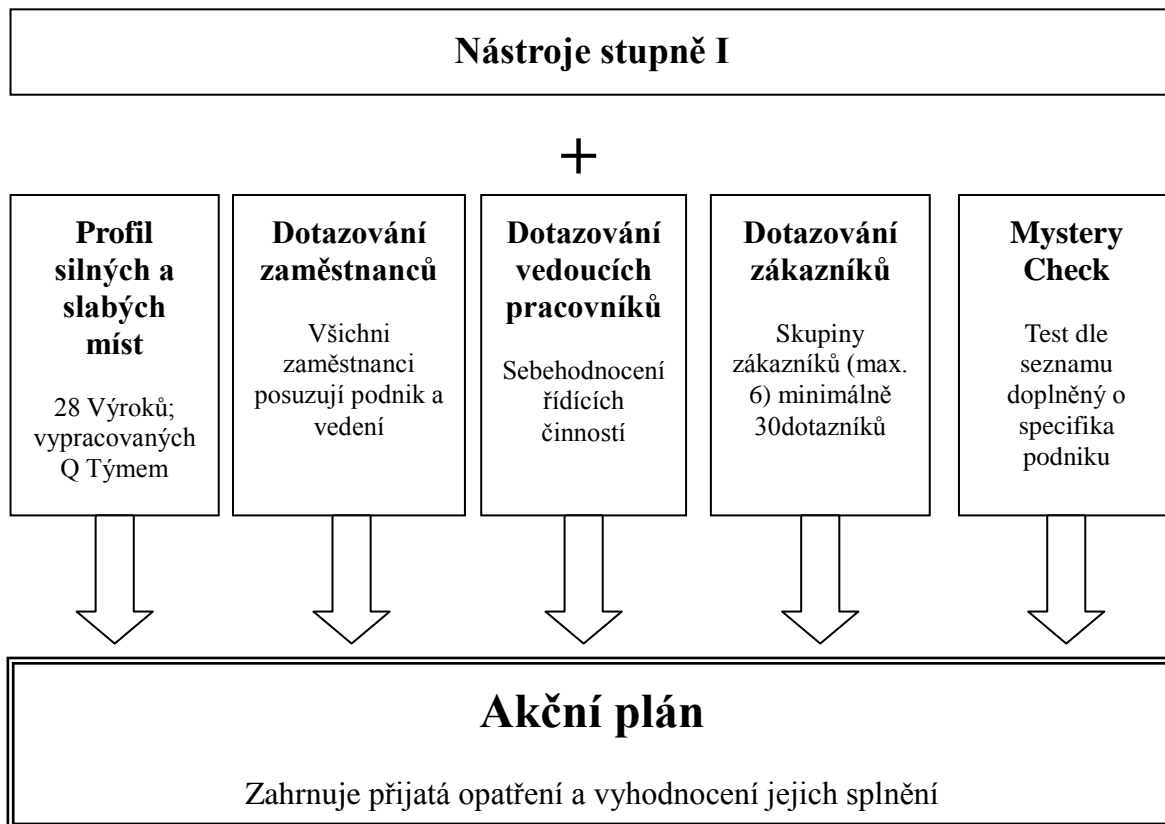 Nástroje stupně I
+
Profil
silných a
slabých
míst
28 Výroků;
vypracovaných
Q Týmem
Dotazování
zaměstnanců
Všichni
zaměstnanci
posuzují podnik a
vedení
Dotazování
vedoucích
pracovníků
Sebehodnocení
řídících
činností
Dotazování
zákazníků
Skupiny
zákazníků (max.
6) minimálně
30dotazníků
Mystery
Check
Test dle
seznamu
doplněný o
specifika
podniku
Akční plán
Zahrnuje přijatá opatření a vyhodnocení jejich splnění